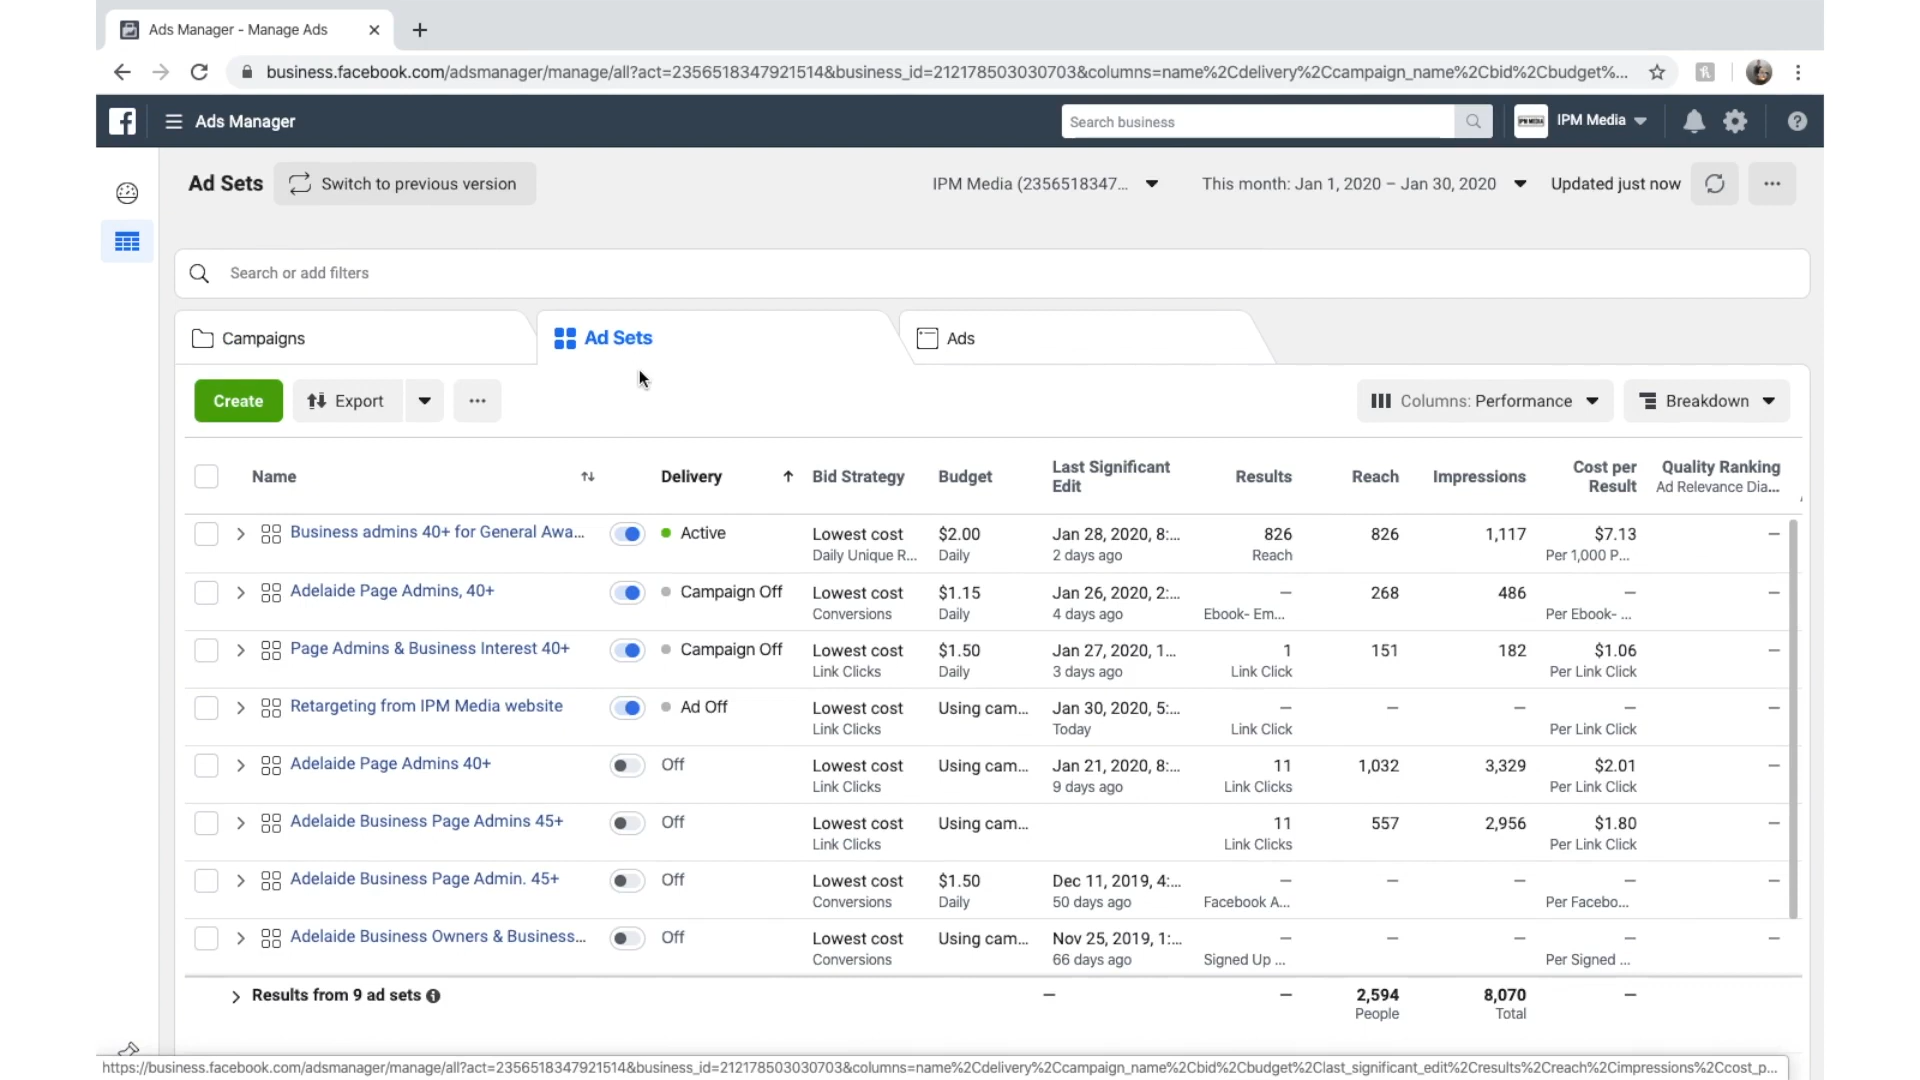 Ads Manager - Manage Ads
business.facebook.com/adsmanager/manage/all?act=2356518347921514&business_id=212178503030703&columns=name%2Cdelivery%2Ccampaign_name%2Cbid%2Cbudget%...
Ads Manager
Search business
IPM MEDIA
IPM Media
Ad Sets
Switch to previous version
IPM Media (2356518347...
This month: Jan 1, 2020 – Jan 30, 2020
Updated just now
Search or add filters
Campaigns
Ad Sets
Ads
Create
Export
Columns: Performance
Breakdown
Name Delivery Bid Strategy Budget Last Significant Edit Results Reach Impressions Cost per Result Quality Ranking
Ad Relevance Dia...
Business admins 40+ for General Awa... Active Lowest cost $2.00 Jan 28, 2020, 8:... 826 826 1,117 $7.13 —
Daily Unique R... Daily 2 days ago Reach Per 1,000 P...
Adelaide Page Admins, 40+ Campaign Off Lowest cost $1.15 Jan 26, 2020, 2:... — 268 486 — —
Conversions Daily 4 days ago Ebook- Em... Per Ebook- ...
Page Admins & Business Interest 40+ Campaign Off Lowest cost $1.50 Jan 27, 2020, 1... 1 151 182 $1.06 —
Link Clicks Daily 3 days ago Link Click Per Link Click
Retargeting from IPM Media website Ad Off Lowest cost Using cam... Jan 30, 2020, 5:... — — — — —
Link Clicks Today Link Click Per Link Click
Adelaide Page Admins 40+ Off Lowest cost Using cam... Jan 21, 2020, 8:... 11 1,032 3,329 $2.01 —
Link Clicks 9 days ago Link Clicks Per Link Click
Adelaide Business Page Admins 45+ Off Lowest cost Using cam... 11 557 2,956 $1.80 —
Link Clicks Link Clicks Per Link Click
Adelaide Business Page Admin. 45+ Off Lowest cost $1.50 Dec 11, 2019, 4:... — — — — —
Conversions Daily 50 days ago Facebook A... Per Facebo...
Adelaide Business Owners & Business... Off Lowest cost Using cam... Nov 25, 2019, 1:... — — — — —
Conversions 66 days ago Signed Up ... Per Signed ...
Results from 9 ad sets — — 2,594 8,070 —
People Total
https://business.facebook.com/adsmanager/manage/all?act=2356518347921514&business_id=212178503030703&columns=name%2Cdelivery%2Ccampaign_name%2Cbid%2Cbudget%2Clast_significant_edit%2Cresults%2Creach%2Cimpressions%2Ccost_p...